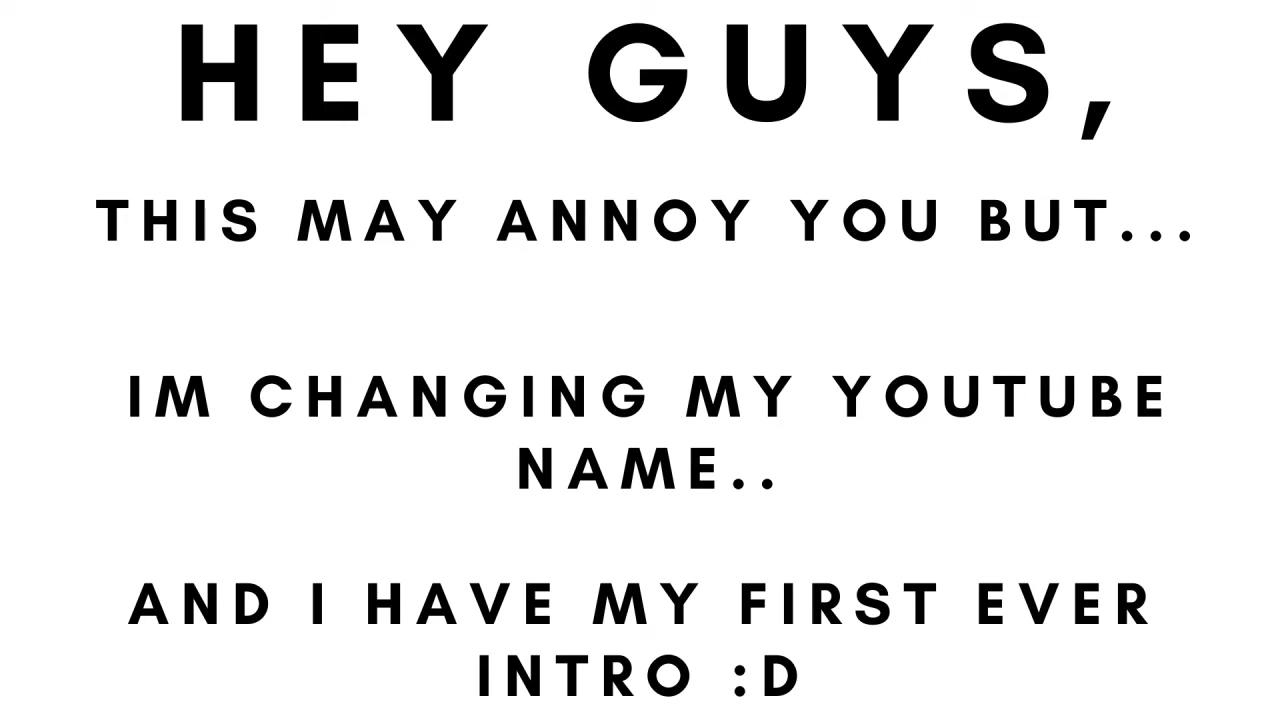 HEY GUYS,
THIS MAY ANNOY YOU BUT...
IM CHANGING MY YOUTUBE
NAME..
AND I HAVE MY FIRST EVER
INTRO :D